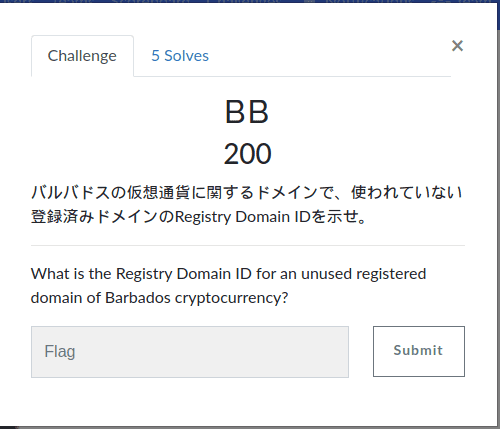 Challenge
5 Solves
×
BB
200
バルバドスの仮想通貨に関するドメインで、使われていない
登録済みドメインのRegistry Domain IDを示せ。
What is the Registry Domain ID for an unused registered
domain of Barbados cryptocurrency?
Flag
Submit